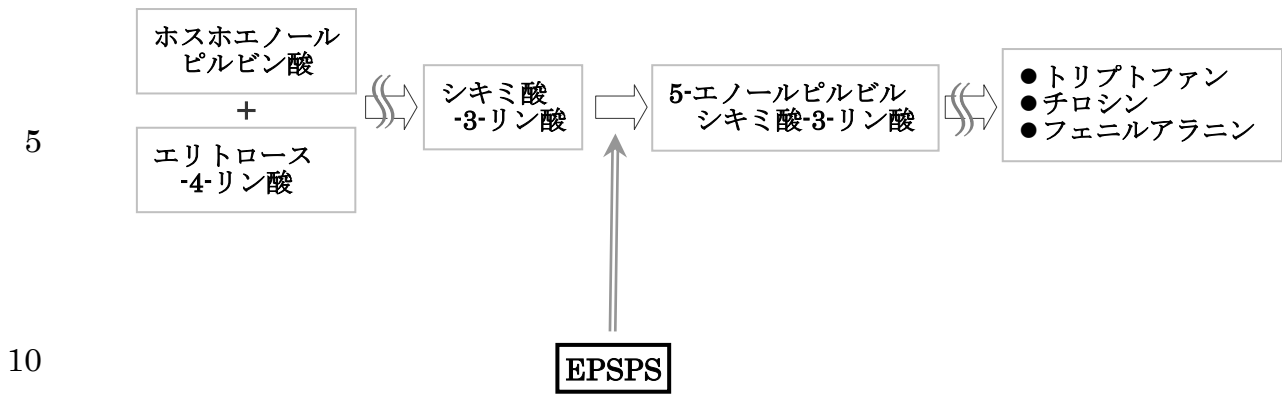 ホスホエノール
ピルビン酸
+
エリトロース
-4-リン酸
シキミ酸
-3-リン酸
5-エノールピルビル
シキミ酸-3-リン酸
●トリプトファン
●チロシン
●フェニルアラニン
5
EPSPS
10